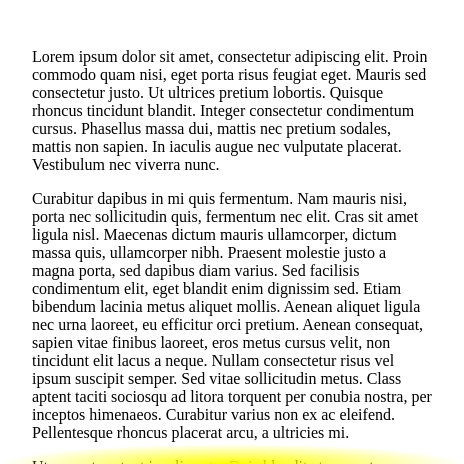 Lorem ipsum dolor sit amet, consectetur adipiscing elit. Proin
commodo quam nisi, eget porta risus feugiat eget. Mauris sed
consectetur justo. Ut ultrices pretium lobortis. Quisque
rhoncus tincidunt blandit. Integer consectetur condimentum
cursus. Phasellus massa dui, mattis nec pretium sodales,
mattis non sapien. In iaculis augue nec vulputate placerat.
Vestibulum nec viverra nunc.
Curabitur dapibus in mi quis fermentum. Nam mauris nisi,
porta nec sollicitudin quis, fermentum nec elit. Cras sit amet
ligula nisl. Maecenas dictum mauris ullamcorper, dictum
massa quis, ullamcorper nibh. Praesent molestie justo a
magna porta, sed dapibus diam varius. Sed facilisis
condimentum elit, eget blandit enim dignissim sed. Etiam
bibendum lacinia metus aliquet mollis. Aenean aliquet ligula
nec urna laoreet, eu efficitur orci pretium. Aenean consequat,
sapien vitae finibus laoreet, eros metus cursus velit, non
tincidunt elit lacus a neque. Nullam consectetur risus vel
ipsum suscipit semper. Sed vitae sollicitudin metus. Class
aptent taciti sociosqu ad litora torquent per conubia nostra, per
inceptos himenaeos. Curabitur varius non ex ac eleifend.
Pellentesque rhoncus placerat arcu, a ultricies mi.